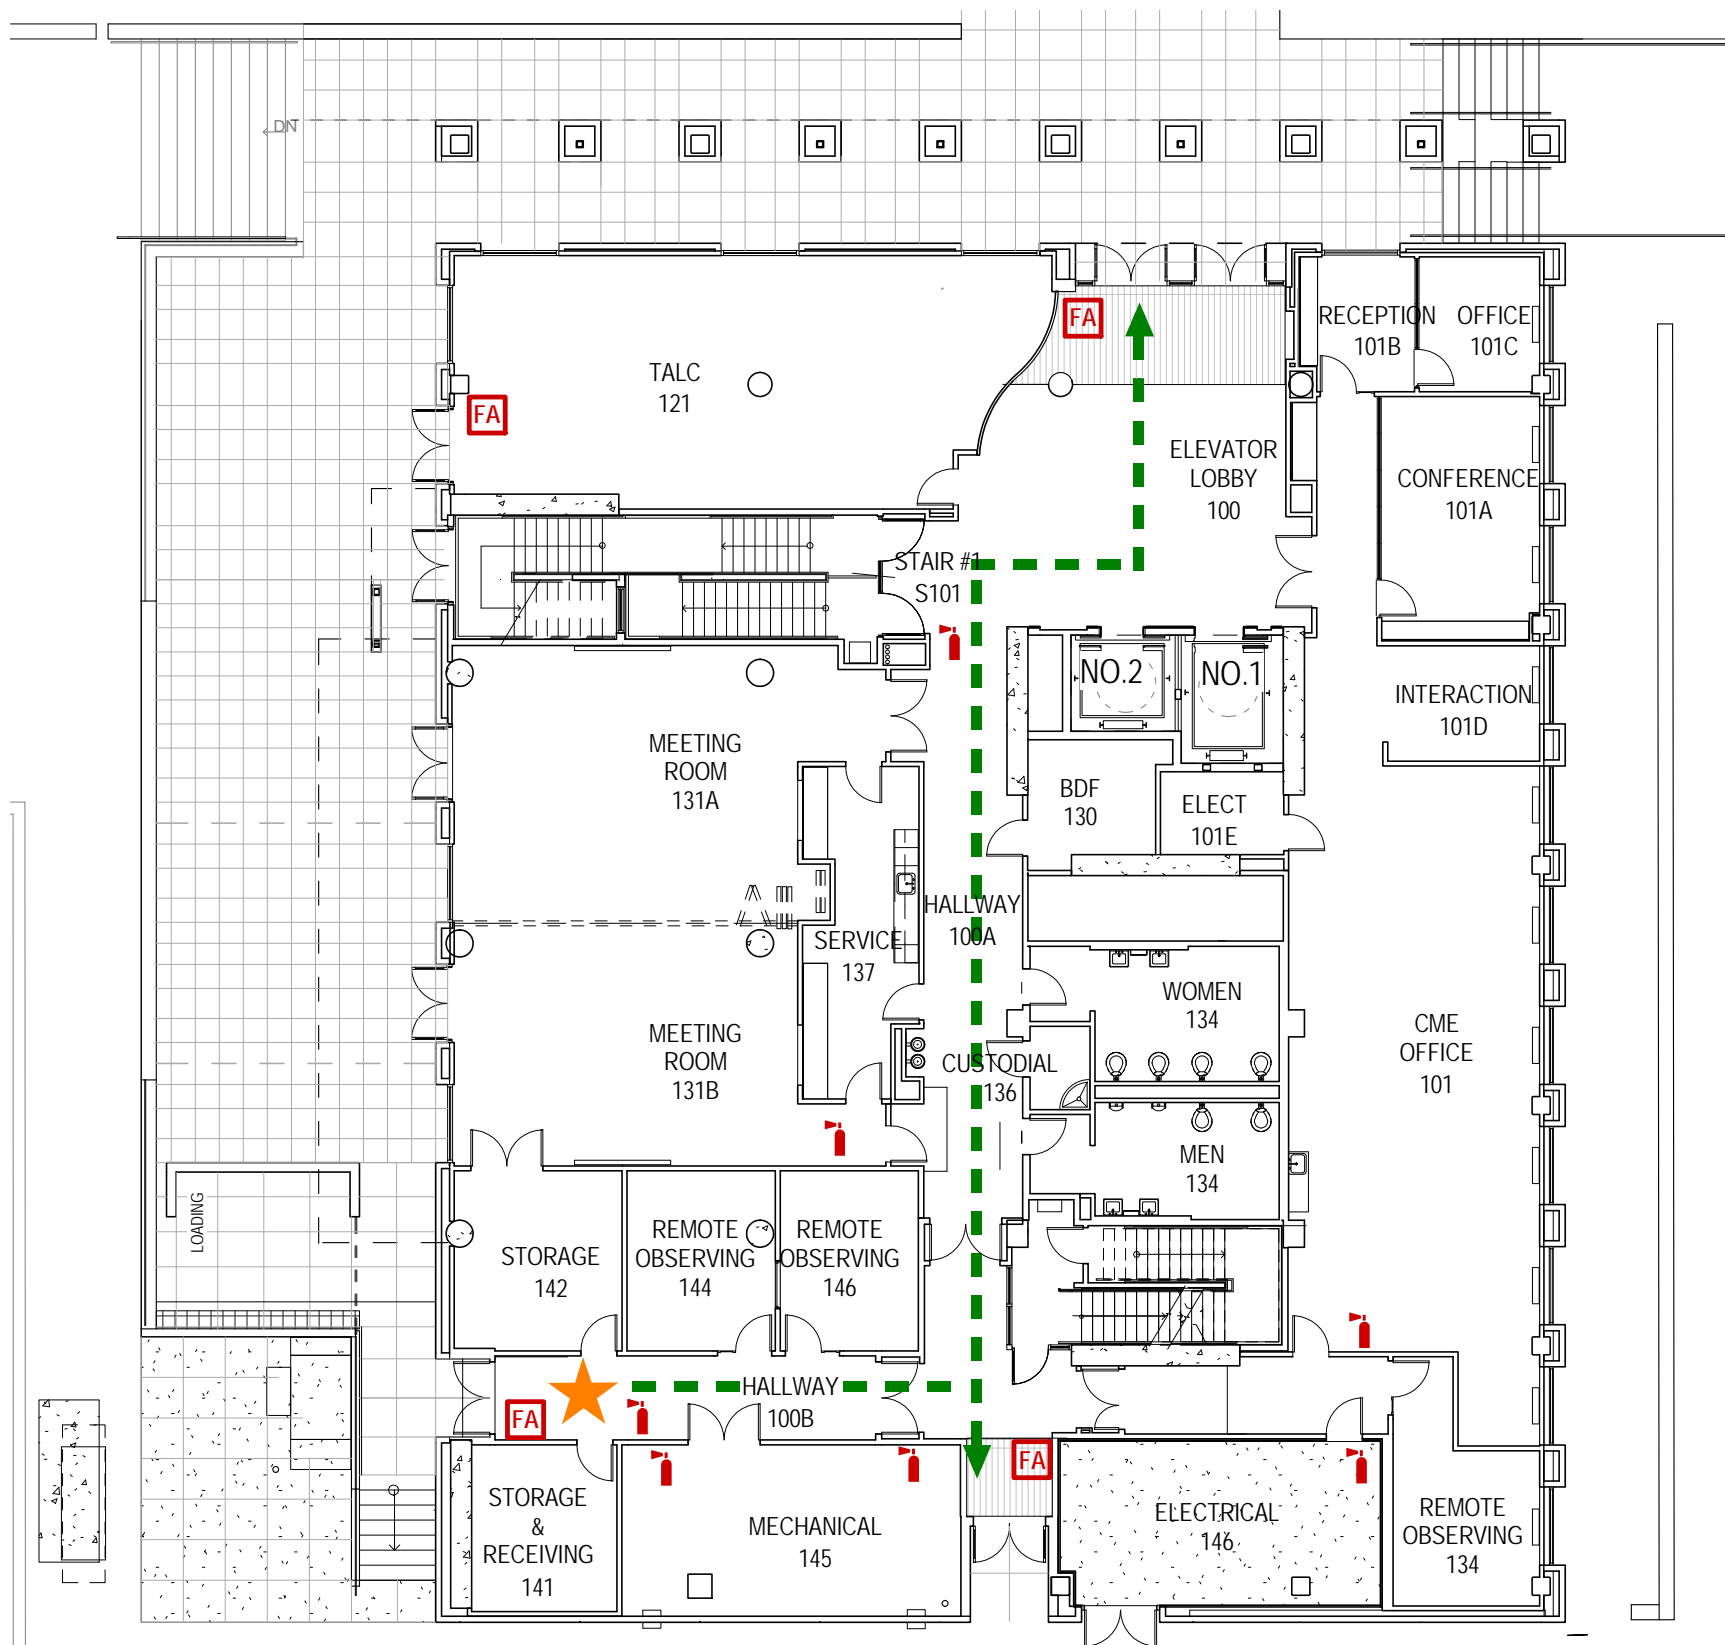 DN
FA
RECEPTION
101B
OFFICE
101C
TALC
121
FA
ELEVATOR
LOBBY
100
CONFERENCE
101A
STAIR #1
S101
NO.2
NO.1
INTERACTION
101D
MEETING
ROOM
131A
BDF
130
ELECT
101E
HALLWAY
100A
SERVICE
137
WOMEN
134
MEETING
ROOM
131B
CUSTODIAL
136
CME
OFFICE
101
MEN
134
LOADING
STORAGE
142
REMOTE
OBSERVING
144
REMOTE
OBSERVING
146
HALLWAY
100B
FA
FA
STORAGE
&
RECEIVING
141
MECHANICAL
145
ELECTRICAL
146
REMOTE
OBSERVING
134